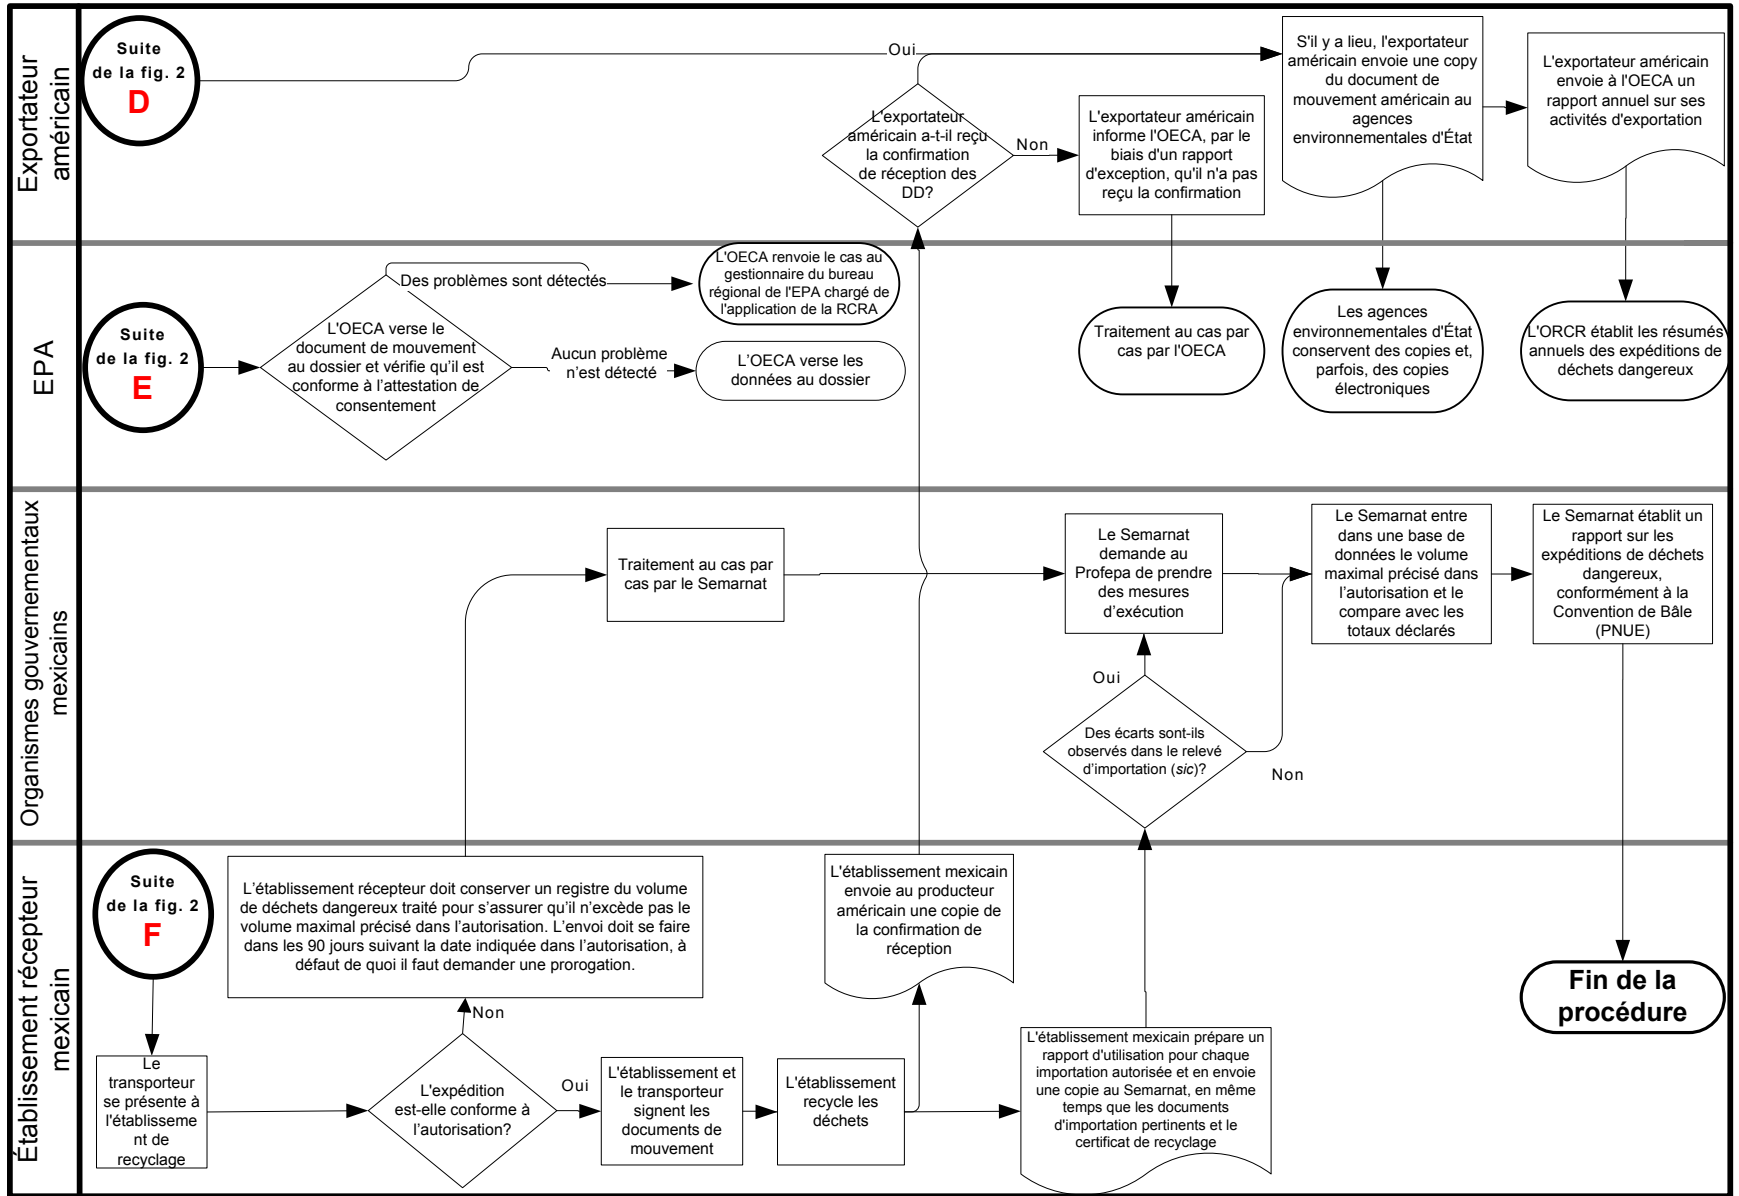 Exportateur
américain
Suite
de la fig. 2
D
Oui
L'exportateur
américain a-t-il reçu
la confirmation
de réception des
DD?
Non
L'exportateur américain
informe l'OECA, par le
biais d'un rapport
d'exception, qu'il n'a pas
reçu la confirmation
S'il y a lieu, l'exportateur
américain envoie une copy
du document de
mouvement américain au
agences
environnementales d'État
L'exportateur américain
envoie à l'OECA un
rapport annuel sur ses
activités d'exportation
EPA
Suite
de la fig. 2
E
L'OECA verse le
document de mouvement
au dossier et vérifie qu'il est
conforme à l'attestation de
consentement
Des problèmes sont détectés
L'OECA renvoie le cas au
gestionnaire du bureau
régional de l'EPA chargé de
l'application de la RCRA
Aucun problème
n'est détecté
L'OECA verse les
données au dossier
Traitement au cas par
cas par l'OECA
Les agences
environnementales d'État
conservent des copies et,
parfois, des copies
électroniques
L'ORCR établit les résumés
annuels des expéditions de
déchets dangereux
Organismes gouvernementaux
mexicains
Traitement au cas par
cas par le Semarnat
Le Semarnat
demande au
Profepa de prendre
des mesures
d'exécution
Le Semarnat entre
dans une base de
données le volume
maximal précisé dans
l'autorisation et le
compare avec les
totaux déclarés
Le Semarnat établit un
rapport sur les
expéditions de déchets
dangereux,
conformément à la
Convention de Bâle
(PNUE)
Oui
Des écarts sont-ils
observés dans le relevé
d'importation (sic)?
Non
Établissement récepteur
mexicain
Suite
de la fig. 2
F
L'établissement récepteur doit conserver un registre du volume
de déchets dangereux traité pour s'assurer qu'il n'excède pas le
volume maximal précisé dans l'autorisation. L'envoi doit se faire
dans les 90 jours suivant la date indiquée dans l'autorisation, à
défaut de quoi il faut demander une prorogation.
L'établissement mexicain
envoie au producteur
américain une copie de
la confirmation de
réception
Fin de la
procédure
Le
transporteur
se présente à
l'établisseme
nt de
recyclage
Non
L'expédition
est-elle conforme à
l'autorisation?
Oui
L'établissement et
le transporteur
signent les
documents de
mouvement
L'établissement
recycle les
déchets
L'établissement mexicain prépare un
rapport d'utilisation pour chaque
importation autorisée et en envoie
une copie au Semarnat, en même
temps que les documents
d'importation pertinents et le
certificat de recyclage